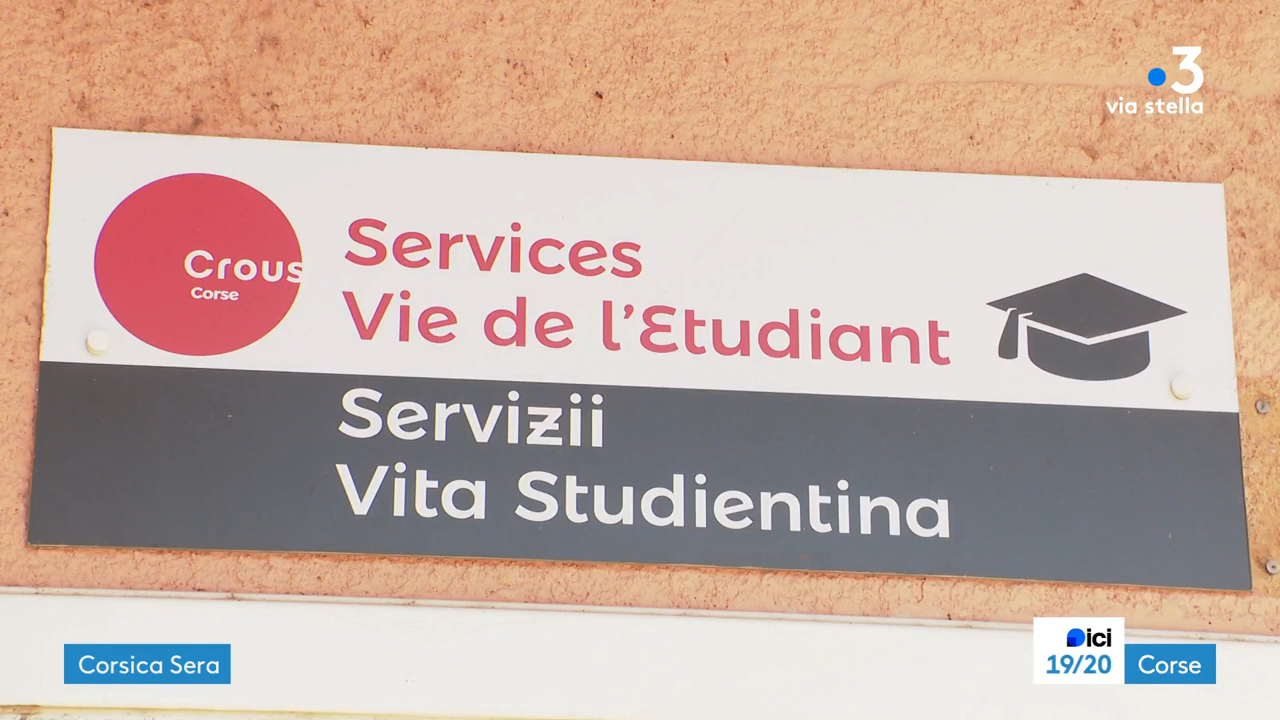 3
via stella
Crous
Corse
Services
Vie de l'Etudiant
Servizii
Vita Studientina
Corsica Sera
ici
19/20
Corse